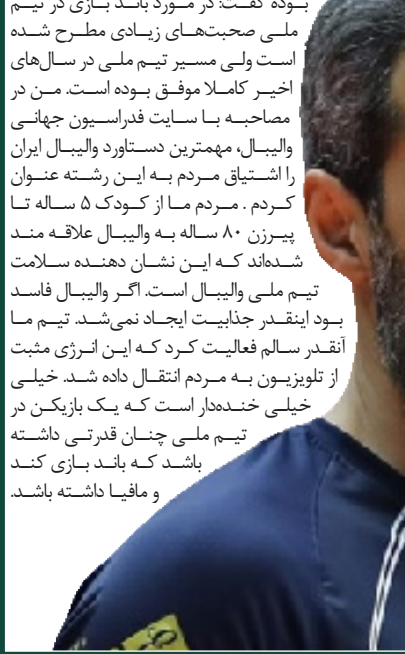 بوده گفت: در مورد باند بازی در تیم
ملی صحبت‌های زیادی مطرح شده
است ولی مسیر تیم ملی در سال‌های
اخیر کاملا موفق بوده است. من در
مصاحبه با سایت فدراسیون جهانی
والیبال، مهمترین دستاورد والیبال ایران
را اشتیاق مردم به این رشته عنوان
کردم . مردم ما از کودک ۵ ساله تا
پیرزن ۸۰ ساله به والیبال علاقه مند
شده‌اند که این نشان دهنده سلامت
تیم ملی والیبال است. اگر والیبال فاسد
بود اینقدر جذابیت ایجاد نمی‌شد. تیم ما
آنقدر سالم فعالیت کرد که این انرژی مثبت
از تلویزیون به مردم انتقال داده شد. خیلی
خیلی خنده‌دار است که یک بازیکن در
تیم ملی چنان قدرتی داشته
باشد که باند بازی کند
و مافیا داشته باشد.